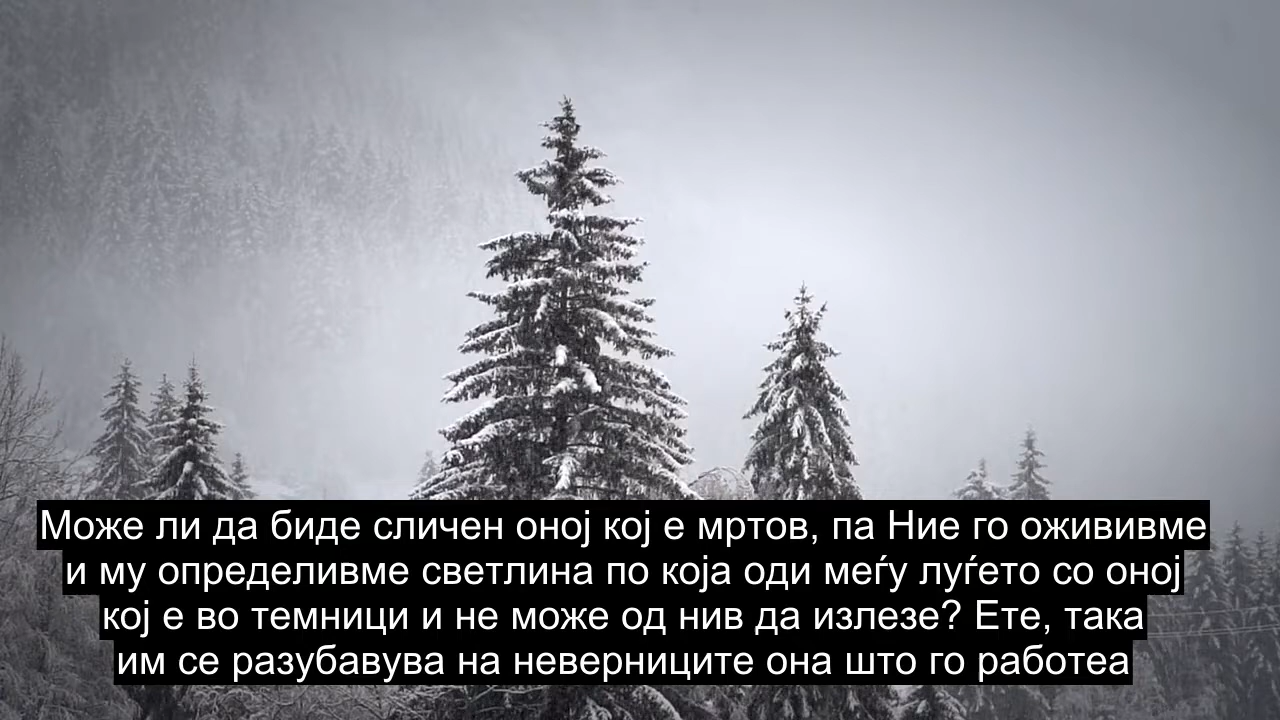 Може ли да биде сличен оној кој е мртов, па Ние го ожививме
и му определивме светлина по која оди меѓу луѓето со оној
кој е во темници и не може од нив да излезе? Ете, така
им се разубавува на неверниците она што го работеа